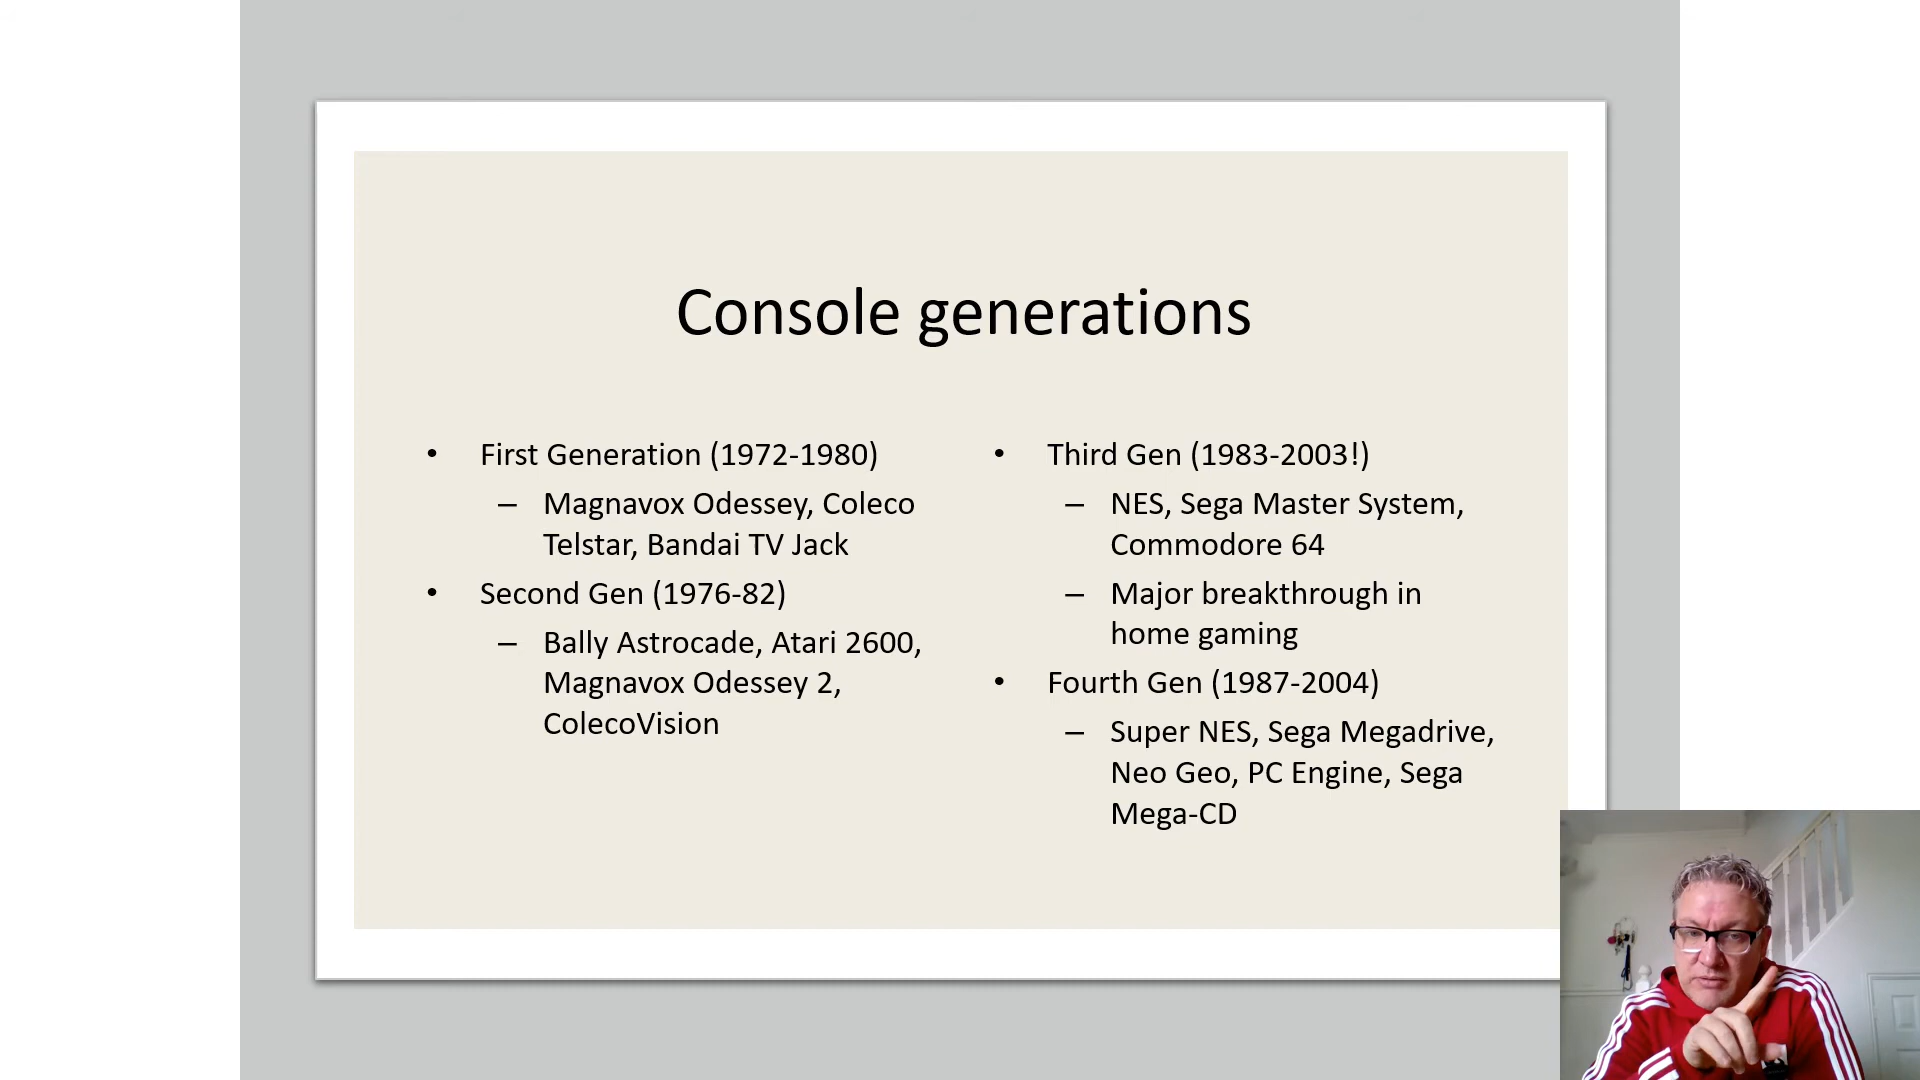 Console generations
• First Generation (1972-1980)
– Magnavox Odessey, Coleco
Telstar, Bandai TV Jack
• Second Gen (1976-82)
– Bally Astrocade, Atari 2600,
Magnavox Odessey 2,
ColecoVision
• Third Gen (1983-2003!)
– NES, Sega Master System,
Commodore 64
– Major breakthrough in
home gaming
• Fourth Gen (1987-2004)
– Super NES, Sega Megadrive,
Neo Geo, PC Engine, Sega
Mega-CD